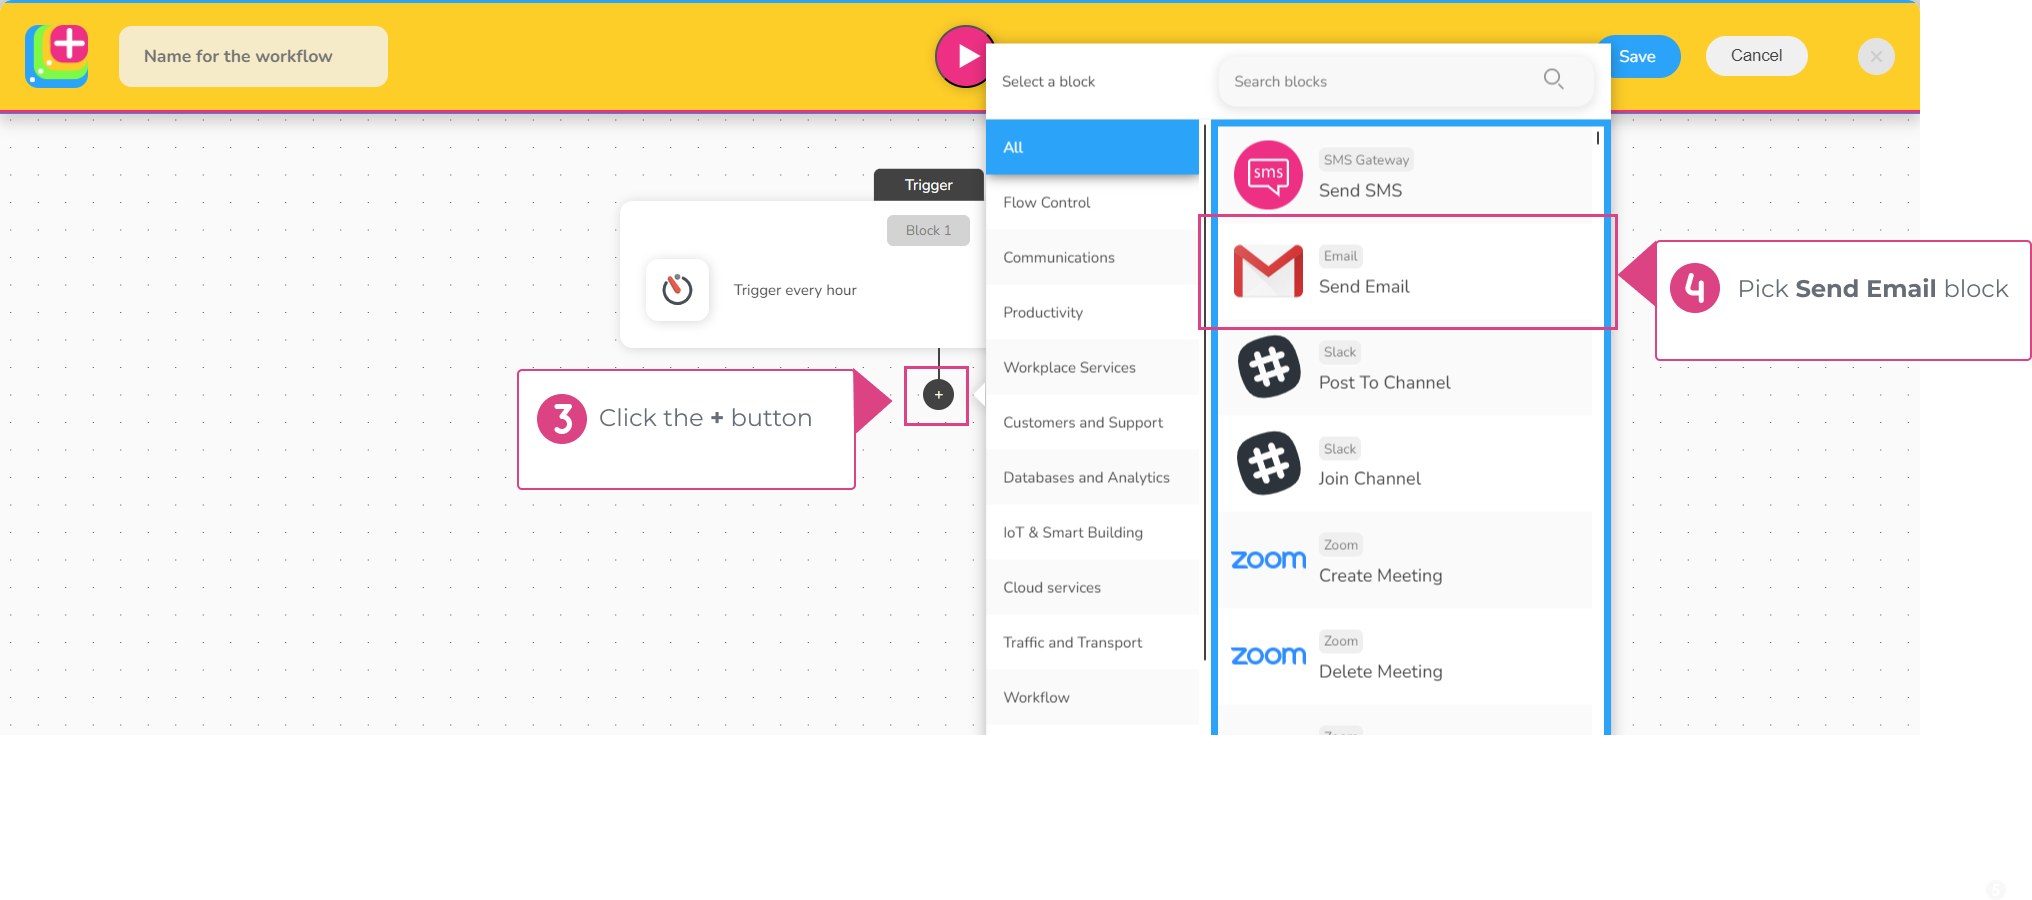 Name for the workflow
Save
Cancel
Select a block
Search blocks
All
Flow Control
Communications
Productivity
Workplace Services
Customers and Support
Databases and Analytics
IoT & Smart Building
Cloud services
Traffic and Transport
Workflow
sms
SMS Gateway
Send SMS
Email
Send Email
Slack
Post To Channel
Slack
Join Channel
zoom
Zoom
Create Meeting
zoom
Zoom
Delete Meeting
Trigger
Block 1
Trigger every hour
+
3 Click the + button
4 Pick Send Email block